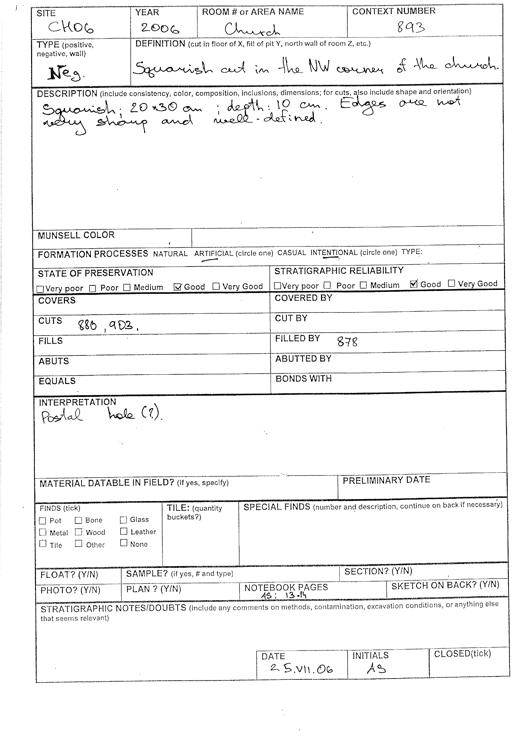 SITE YEAR ROOM # or AREA NAME CONTEXT NUMBER
CH06 2006 Church 893
TYPE (positive, negative, wall) DEFINITION (cut in floor of X, fill of pit Y, north wall of room Z, etc.)
Neg. Squarish cut in the NW corner of the church.
DESCRIPTION (include consistency, color, composition, inclusions, dimensions; for cuts, also include shape and orientation)
Squarish; 20x30 cm ; depth: 10 cm. Edges are not
very sharp and well-defined.
MUNSELL COLOR
FORMATION PROCESSES NATURAL ARTIFICIAL (circle one) CASUAL INTENTIONAL (circle one) TYPE:
STATE OF PRESERVATION STRATIGRAPHIC RELIABILITY
☐Very poor ☐ Poor ☐ Medium ☑ Good ☐ Very Good ☐Very poor ☐ Poor ☐ Medium ☑ Good ☐ Very Good
COVERS COVERED BY
CUTS 880, 903, CUT BY
FILLS FILLED BY 878
ABUTS ABUTTED BY
EQUALS BONDS WITH
INTERPRETATION
Postal hole (?).
MATERIAL DATABLE IN FIELD? (if yes, specify) PRELIMINARY DATE
FINDS (tick) TILE: (quantity buckets?) SPECIAL FINDS (number and description, continue on back if necessary)
☐ Pot ☐ Bone ☐ Glass
☐ Metal ☐ Wood ☐ Leather
☐ Tile ☐ Other ☐ None
FLOAT? (Y/N) SAMPLE? (if yes, # and type) SECTION? (Y/N)
PHOTO? (Y/N) PLAN ? (Y/N) NOTEBOOK PAGES SKETCH ON BACK? (Y/N)
AS: 13-14
STRATIGRAPHIC NOTES/DOUBTS (include any comments on methods, contamination, excavation conditions, or anything else
that seems relevant)
DATE INITIALS CLOSED(tick)
25.VII.06 AS